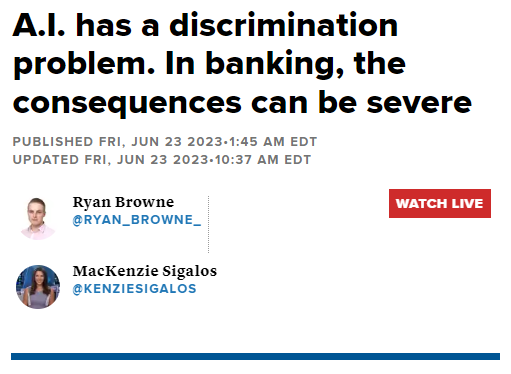 A.I. has a discrimination
problem. In banking, the
consequences can be severe
PUBLISHED FRI, JUN 23 2023•1:45 AM EDT
UPDATED FRI, JUN 23 2023•10:37 AM EDT
Ryan Browne
@RYAN_BROWNE_
WATCH LIVE
MacKenzie Sigalos
@KENZIESIGALOS